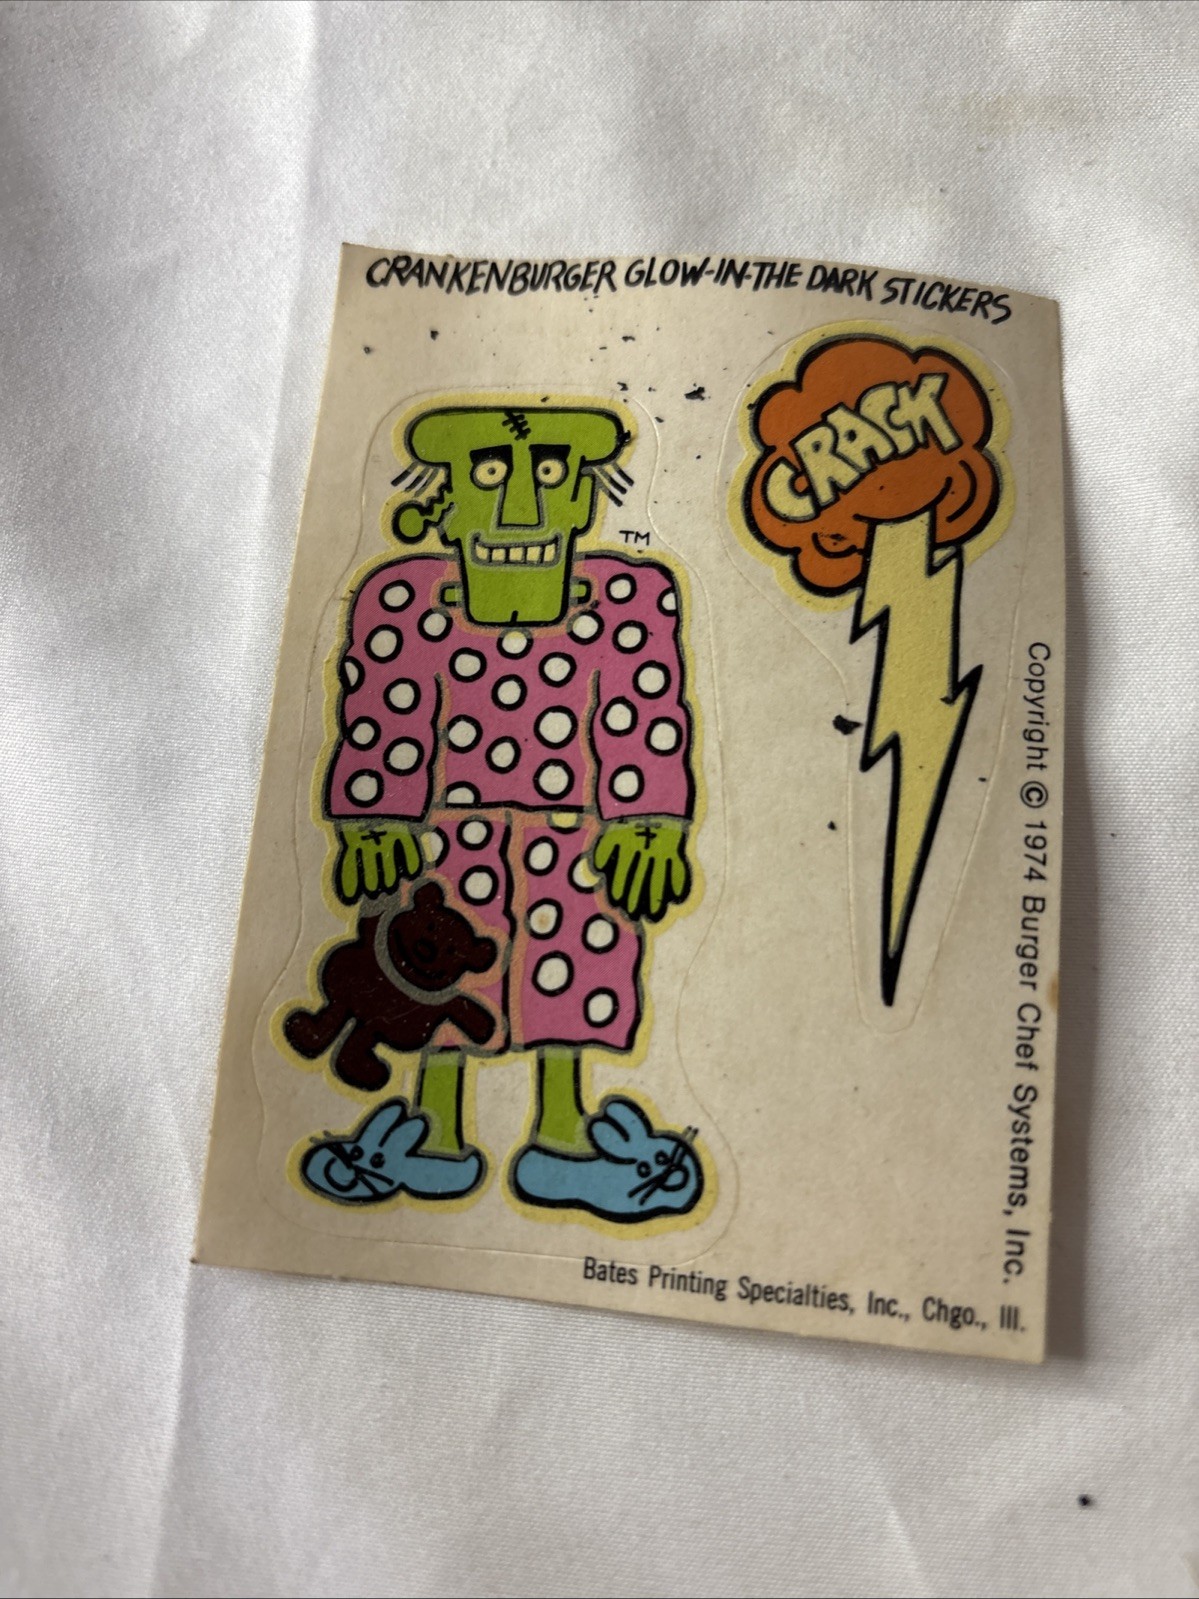 CRANKENBURGER GLOW-IN-THE DARK STICKERS
CRACK
TM
Copyright © 1974 Burger Chef Systems, Inc.
Bates Printing Specialties, Inc., Chgo., Ill.